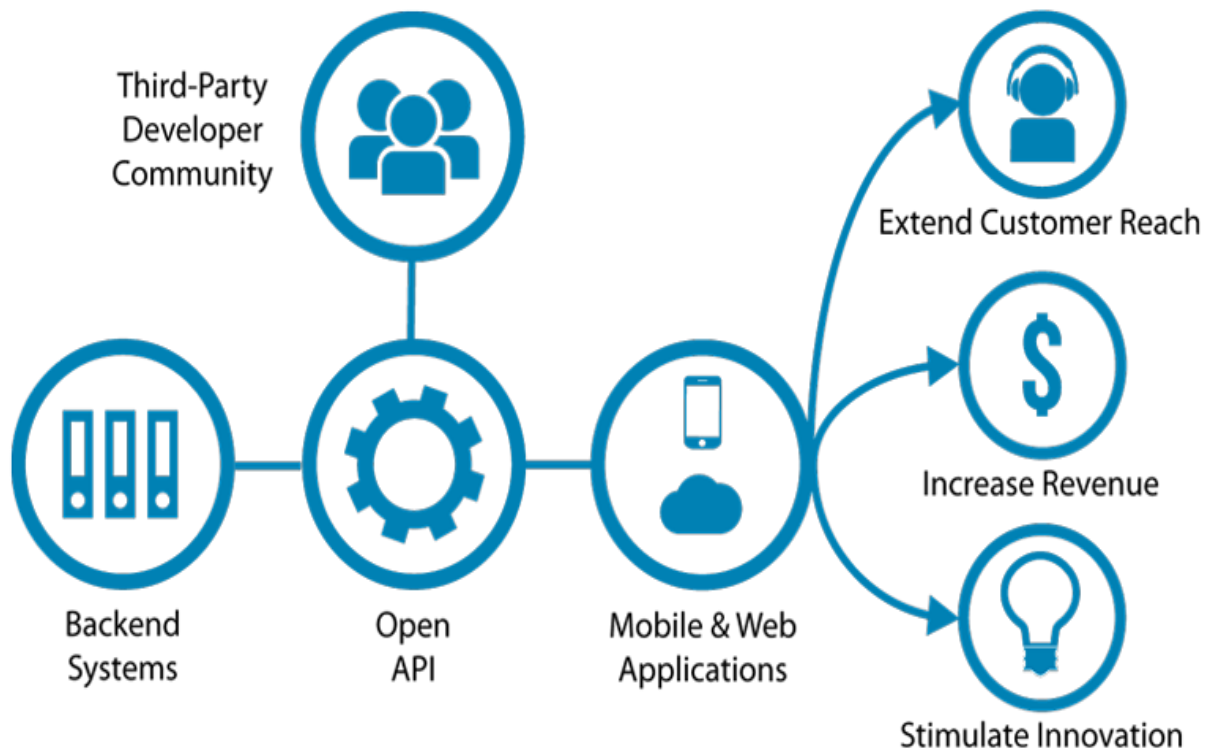 Third-Party
Developer
Community
Extend Customer Reach
Increase Revenue
Backend
Systems
Open
API
Mobile & Web
Applications
Stimulate Innovation